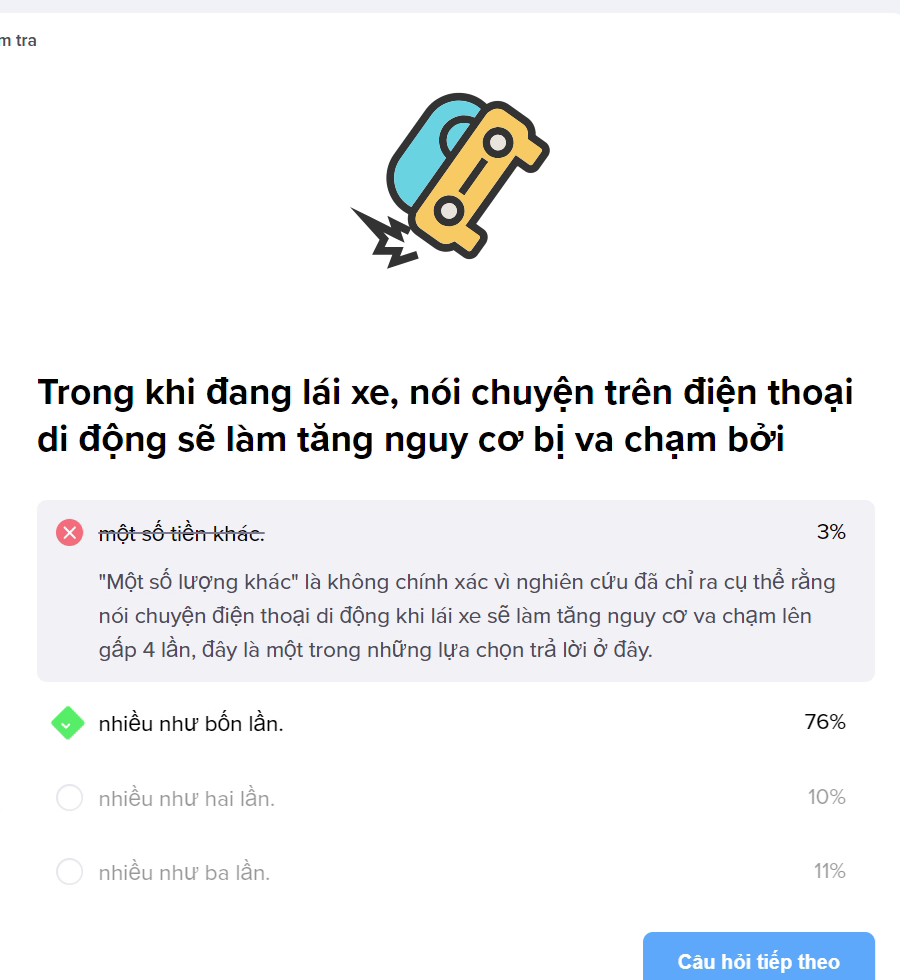 m tra
Trong khi đang lái xe, nói chuyện trên điện thoại
di động sẽ làm tăng nguy cơ bị va chạm bởi
một số tiền khác.
3%
"Một số lượng khác" là không chính xác vì nghiên cứu đã chỉ ra cụ thể rằng
nói chuyện điện thoại di động khi lái xe sẽ làm tăng nguy cơ va chạm lên
gấp 4 lần, đây là một trong những lựa chọn trả lời ở đây.
nhiều như bốn lần.
76%
nhiều như hai lần.
10%
nhiều như ba lần.
11%
Câu hỏi tiếp theo